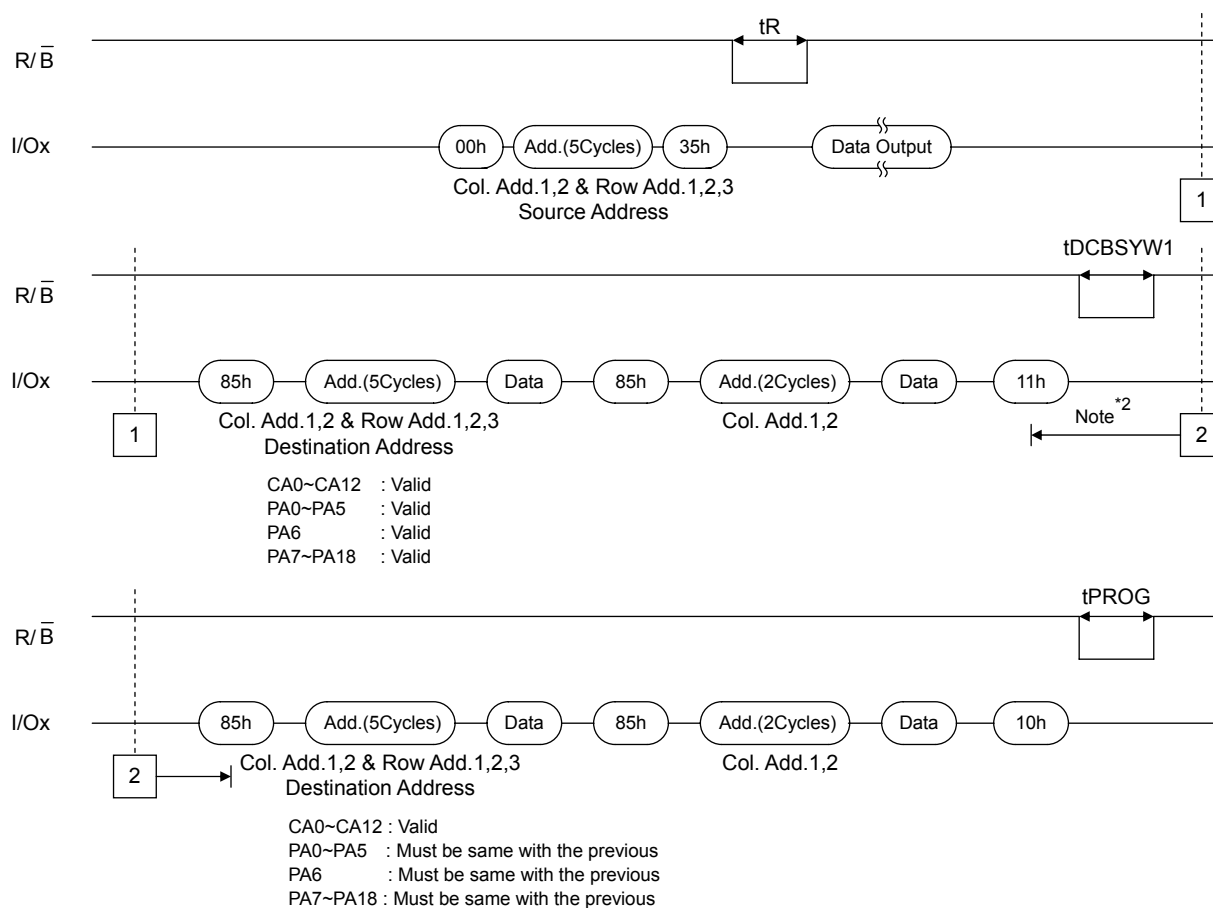 tR
R/B̅
I/Ox
00h Add.(5Cycles) 35h Data Output
Col. Add.1,2 & Row Add.1,2,3
Source Address
1
tDCBSYW1
R/B̅
I/Ox
85h Add.(5Cycles) Data 85h Add.(2Cycles) Data 11h
1
Col. Add.1,2 & Row Add.1,2,3
Destination Address
Col. Add.1,2
Note*2
2
CA0~CA12 : Valid
PA0~PA5 : Valid
PA6 : Valid
PA7~PA18 : Valid
tPROG
R/B̅
I/Ox
85h Add.(5Cycles) Data 85h Add.(2Cycles) Data 10h
2
Col. Add.1,2 & Row Add.1,2,3
Destination Address
Col. Add.1,2
CA0~CA12 : Valid
PA0~PA5 : Must be same with the previous
PA6 : Must be same with the previous
PA7~PA18 : Must be same with the previous